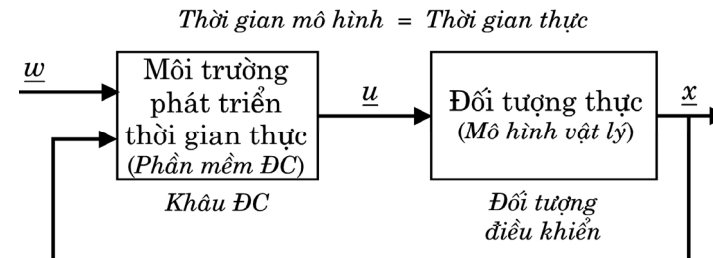 Thời gian mô hình = Thời gian thực
w
Môi trường
phát triển
thời gian thực
(Phần mềm ĐC)
Khâu ĐC
u
Đối tượng thực
(Mô hình vật lý)
Đối tượng
điều khiển
x